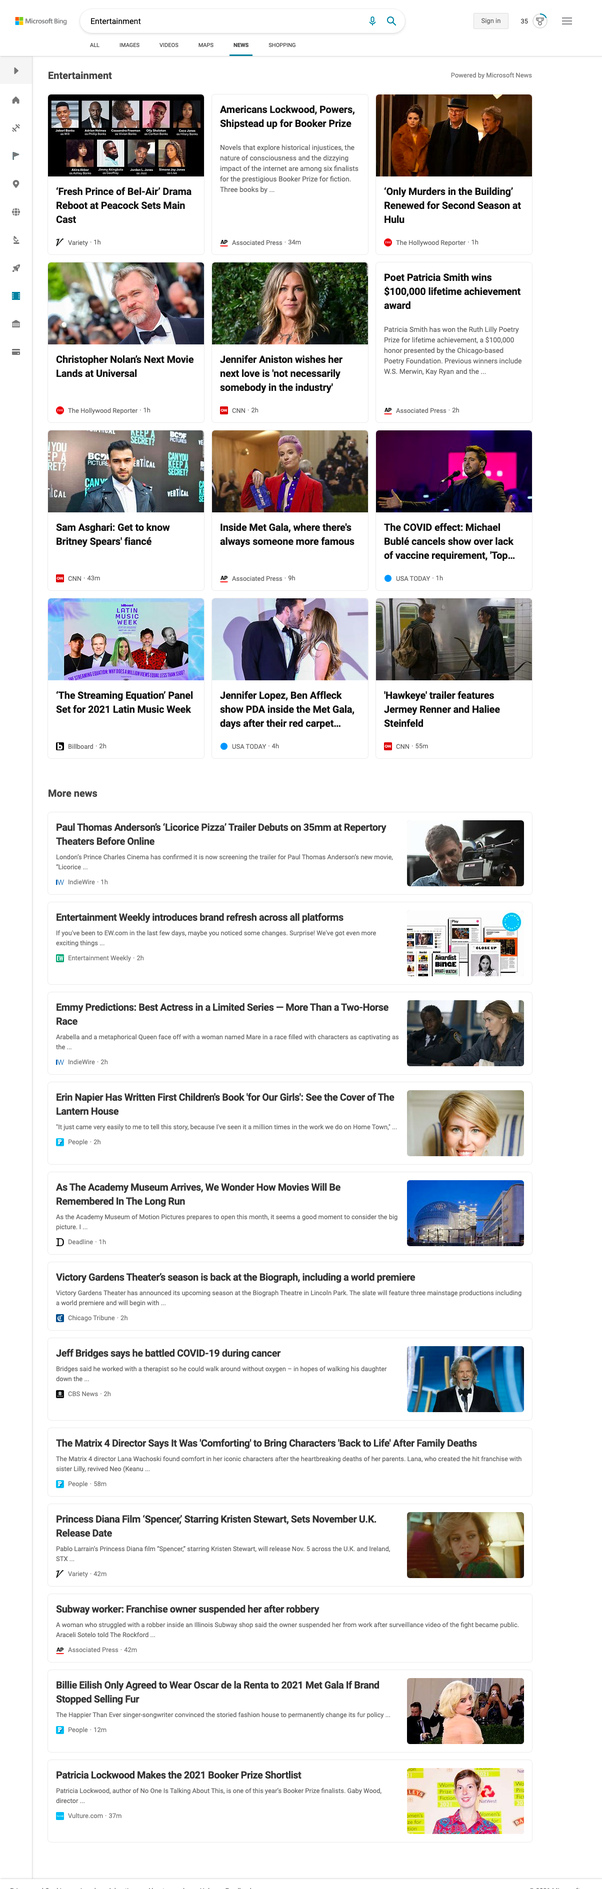 Microsoft Bing
Entertainment
Sign in
35
ALL
IMAGES
VIDEOS
MAPS
NEWS
SHOPPING
Entertainment
Powered by Microsoft News
'Fresh Prince of Bel-Air' Drama
Reboot at Peacock Sets Main
Cast
Variety · 1h
Americans Lockwood, Powers,
Shipstead up for Booker Prize
Novels that explore historical injustices, the
nature of consciousness and the dizzying
impact of the internet are among six finalists
for the prestigious Booker Prize for fiction.
Three books by ...
AP
Associated Press · 34m
'Only Murders in the Building'
Renewed for Second Season at
Hulu
The Hollywood Reporter · 1h
Christopher Nolan's Next Movie
Lands at Universal
The Hollywood Reporter · 1h
Jennifer Aniston wishes her
next love is 'not necessarily
somebody in the industry'
CNN · 2h
Poet Patricia Smith wins
$100,000 lifetime achievement
award
Patricia Smith has won the Ruth Lilly Poetry
Prize for lifetime achievement, a $100,000
honor presented by the Chicago-based
Poetry Foundation. Previous winners include
W.S. Merwin, Kay Ryan and the ...
AP
Associated Press · 2h
Sam Asghari: Get to know
Britney Spears' fiancé
CNN · 43m
Inside Met Gala, where there's
always someone more famous
AP
Associated Press · 9h
The COVID effect: Michael
Bublé cancels show over lack
of vaccine requirement, 'Top...
USA TODAY · 1h
LATIN
MUSIC
WEEK
'The Streaming Equation' Panel
Set for 2021 Latin Music Week
Billboard · 2h
Jennifer Lopez, Ben Affleck
show PDA inside the Met Gala,
days after their red carpet...
USA TODAY · 4h
'Hawkeye' trailer features
Jermey Renner and Haliee
Steinfeld
CNN · 55m
More news
Paul Thomas Anderson's 'Licorice Pizza' Trailer Debuts on 35mm at Repertory
Theaters Before Online
London's Prince Charles Cinema has confirmed it is now screening the trailer for Paul Thomas Anderson's new movie,
"Licorice ...
IW
IndieWire · 1h
Entertainment Weekly introduces brand refresh across all platforms
If you've been to EW.com in the last few days, maybe you noticed some changes. Surprise! We've got even more
exciting things ...
EW
Entertainment Weekly · 2h
Awardist
BINGE
CLOSE UP
Emmy Predictions: Best Actress in a Limited Series — More Than a Two-Horse
Race
Arabella and a metaphorical Queen face off with a woman named Mare in a race filled with characters as captivating as
the ...
IW
IndieWire · 2h
Erin Napier Has Written First Children's Book 'for Our Girls': See the Cover of The
Lantern House
"It just came very easily to me to tell this story, because I've seen it a million times in the work we do on Home Town," ...
People · 2h
As The Academy Museum Arrives, We Wonder How Movies Will Be
Remembered In The Long Run
As the Academy Museum of Motion Pictures prepares to open this month, it seems a good moment to consider the big
picture. I ...
Deadline · 1h
Victory Gardens Theater's season is back at the Biograph, including a world premiere
Victory Gardens Theater has announced its upcoming season at the Biograph Theatre in Lincoln Park. The slate will feature three mainstage productions including
a world premiere and will begin with ...
Chicago Tribune · 2h
Jeff Bridges says he battled COVID-19 during cancer
Bridges said he worked with a therapist so he could walk around without oxygen – in hopes of walking his daughter
down the ...
CBS News · 2h
The Matrix 4 Director Says It Was 'Comforting' to Bring Characters 'Back to Life' After Family Deaths
The Matrix 4 director Lana Wachoski found comfort in her iconic characters after the heartbreaking deaths of her parents. Lana, who created the hit franchise with
sister Lilly, revived Neo (Keanu ...
People · 58m
Princess Diana Film 'Spencer,' Starring Kristen Stewart, Sets November U.K.
Release Date
Pablo Larrain's Princess Diana film "Spencer," starring Kristen Stewart, will release Nov. 5 across the U.K. and Ireland,
STX ...
Variety · 42m
Subway worker: Franchise owner suspended her after robbery
A woman who struggled with a robber inside an Illinois Subway shop said the owner suspended her from work after surveillance video of the fight became public.
Araceli Sotelo told The Rockford ...
AP
Associated Press · 42m
Billie Eilish Only Agreed to Wear Oscar de la Renta to 2021 Met Gala If Brand
Stopped Selling Fur
The Happier Than Ever singer-songwriter convinced the storied fashion house to permanently change its fur policy ...
People · 12m
Patricia Lockwood Makes the 2021 Booker Prize Shortlist
Patricia Lockwood, author of No One Is Talking About This, is one of this year's Booker Prize finalists. Gaby Wood,
director ...
Vulture.com · 37m